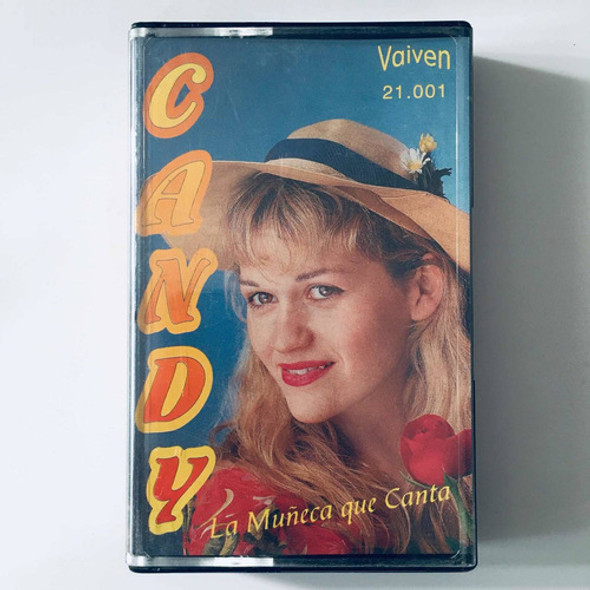 CANDY
Vaiven
21.001
La Muñeca que Canta